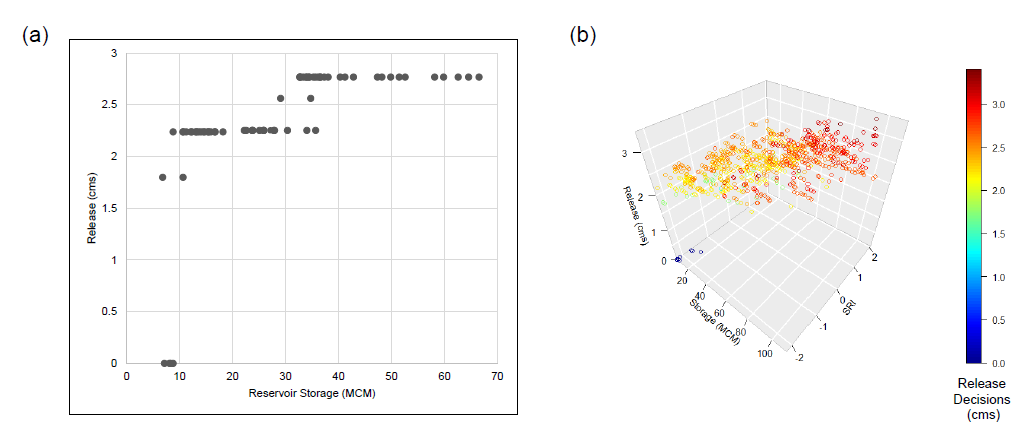 (a)
(b)
3
2.5
2
1.5
1
0.5
0
Release (cms)
0 10 20 30 40 50 60 70
Reservoir Storage (MCM)
3
2
1
0
Release (cms)
20
40
60
80
100
Storage (MCM)
-2
-1
0
1
2
SRI
3.0
2.5
2.0
1.5
1.0
0.5
0.0
Release
Decisions
(cms)